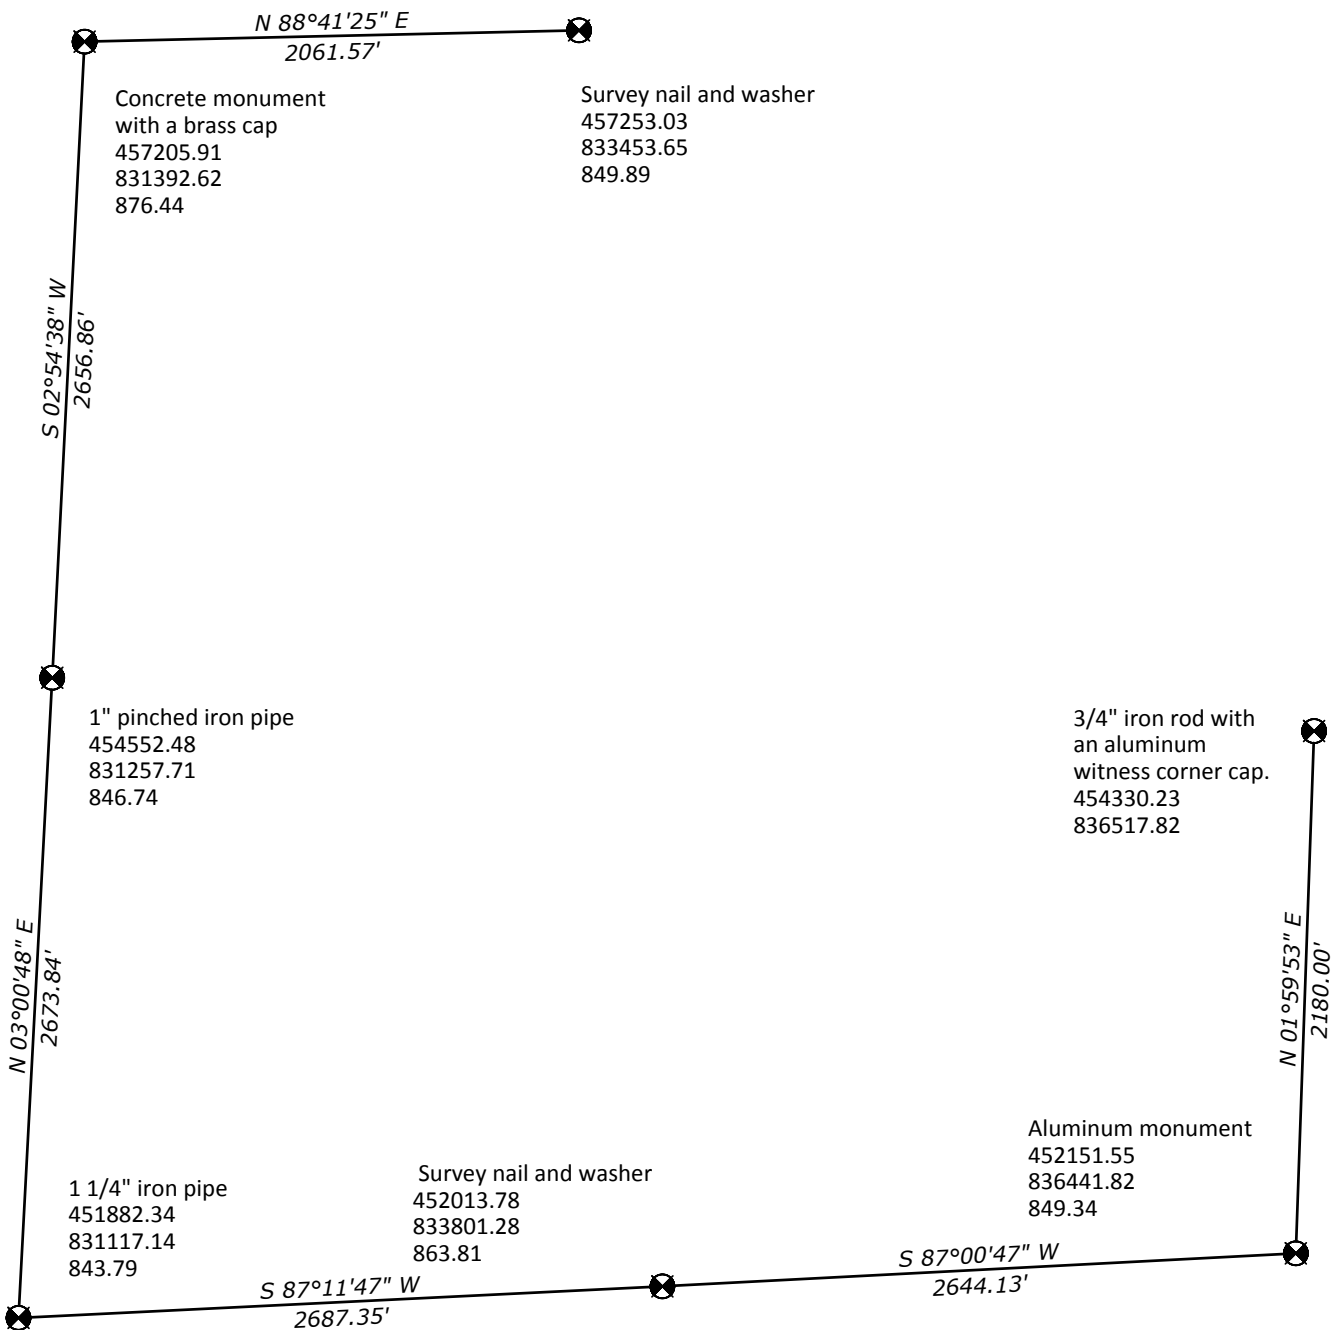 N 88°41'25" E
2061.57'
Concrete monument
with a brass cap
457205.91
831392.62
876.44
Survey nail and washer
457253.03
833453.65
849.89
S 02°54'38" W
2656.86'
1" pinched iron pipe
454552.48
831257.71
846.74
3/4" iron rod with
an aluminum
witness corner cap.
454330.23
836517.82
N 03°00'48" E
2673.84'
N 01°59'53" E
2180.00'
1 1/4" iron pipe
451882.34
831117.14
843.79
Survey nail and washer
452013.78
833801.28
863.81
Aluminum monument
452151.55
836441.82
849.34
S 87°11'47" W
2687.35'
S 87°00'47" W
2644.13'